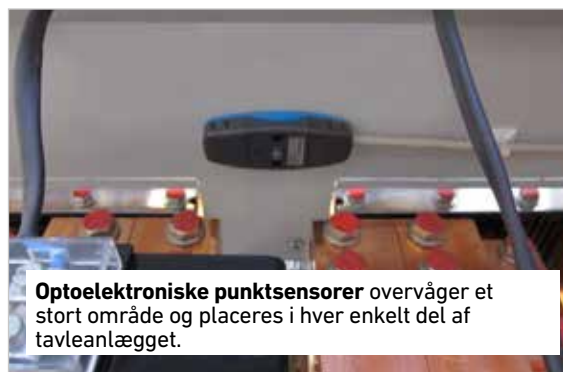 Optoelektroniske punktsensorer overvåger et
stort område og placeres i hver enkelt del af
tavleanlægget.